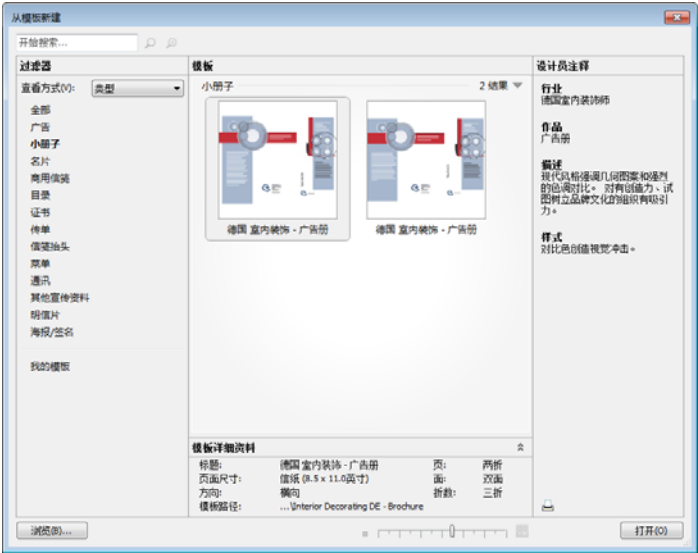 从模板新建
开始搜索...
过滤器
查看方式(V):
类型
全部
广告
小册子
名片
商用信笺
目录
证书
传单
信笺抬头
菜单
通讯
其他宣传资料
明信片
海报/签名
我的模板
模板
小册子
2 结果
德国 室内装饰 - 广告册
德国 室内装饰 - 广告册
模板详细资料
标题: 德国 室内装饰 - 广告册 页: 两折
页面尺寸: 信纸 (8.5 x 11.0英寸) 面: 双面
方向: 横向 折数: 三折
模板路径: ...\Interior Decorating DE - Brochure
设计员注释
行业
德国室内装饰师
作品
广告册
描述
现代风格强调几何图案和强烈
的色调对比。 对有创造力、试
图树立品牌文化的组织有吸引
力。
样式
对比色创造视觉冲击。
浏览(B)...
打开(O)